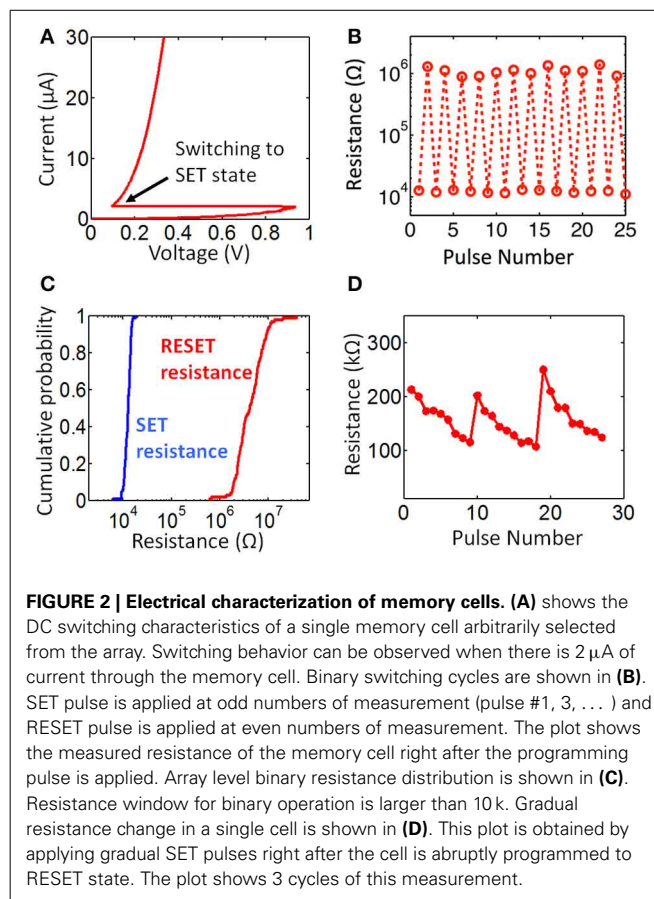 A
30
20
10
0
Current (μA)
Switching to
SET state
0
0.2
0.4
0.6
0.8
1
Voltage (V)
B
10^6
10^5
10^4
Resistance (Ω)
0
5
10
15
20
25
Pulse Number
C
1
0.8
0.6
0.4
0.2
0
Cumulative probability
RESET
resistance
SET
resistance
10^4
10^5
10^6
10^7
Resistance (Ω)
D
300
200
100
Resistance (kΩ)
0
10
20
30
Pulse Number
FIGURE 2 | Electrical characterization of memory cells. (A) shows the
DC switching characteristics of a single memory cell arbitrarily selected
from the array. Switching behavior can be observed when there is 2 μA of
current through the memory cell. Binary switching cycles are shown in (B).
SET pulse is applied at odd numbers of measurement (pulse #1, 3, . . . ) and
RESET pulse is applied at even numbers of measurement. The plot shows
the measured resistance of the memory cell right after the programming
pulse is applied. Array level binary resistance distribution is shown in (C).
Resistance window for binary operation is larger than 10 k. Gradual
resistance change in a single cell is shown in (D). This plot is obtained by
applying gradual SET pulses right after the cell is abruptly programmed to
RESET state. The plot shows 3 cycles of this measurement.